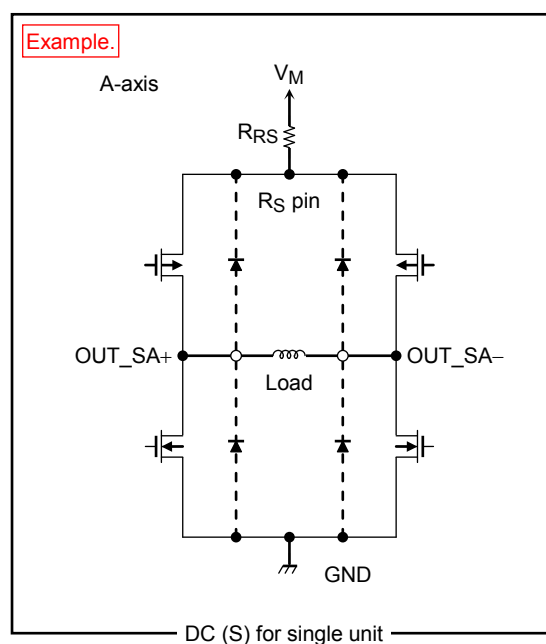 Example.
A-axis
VM
RRS
RS pin
OUT_SA+
OUT_SA−
Load
GND
DC (S) for single unit